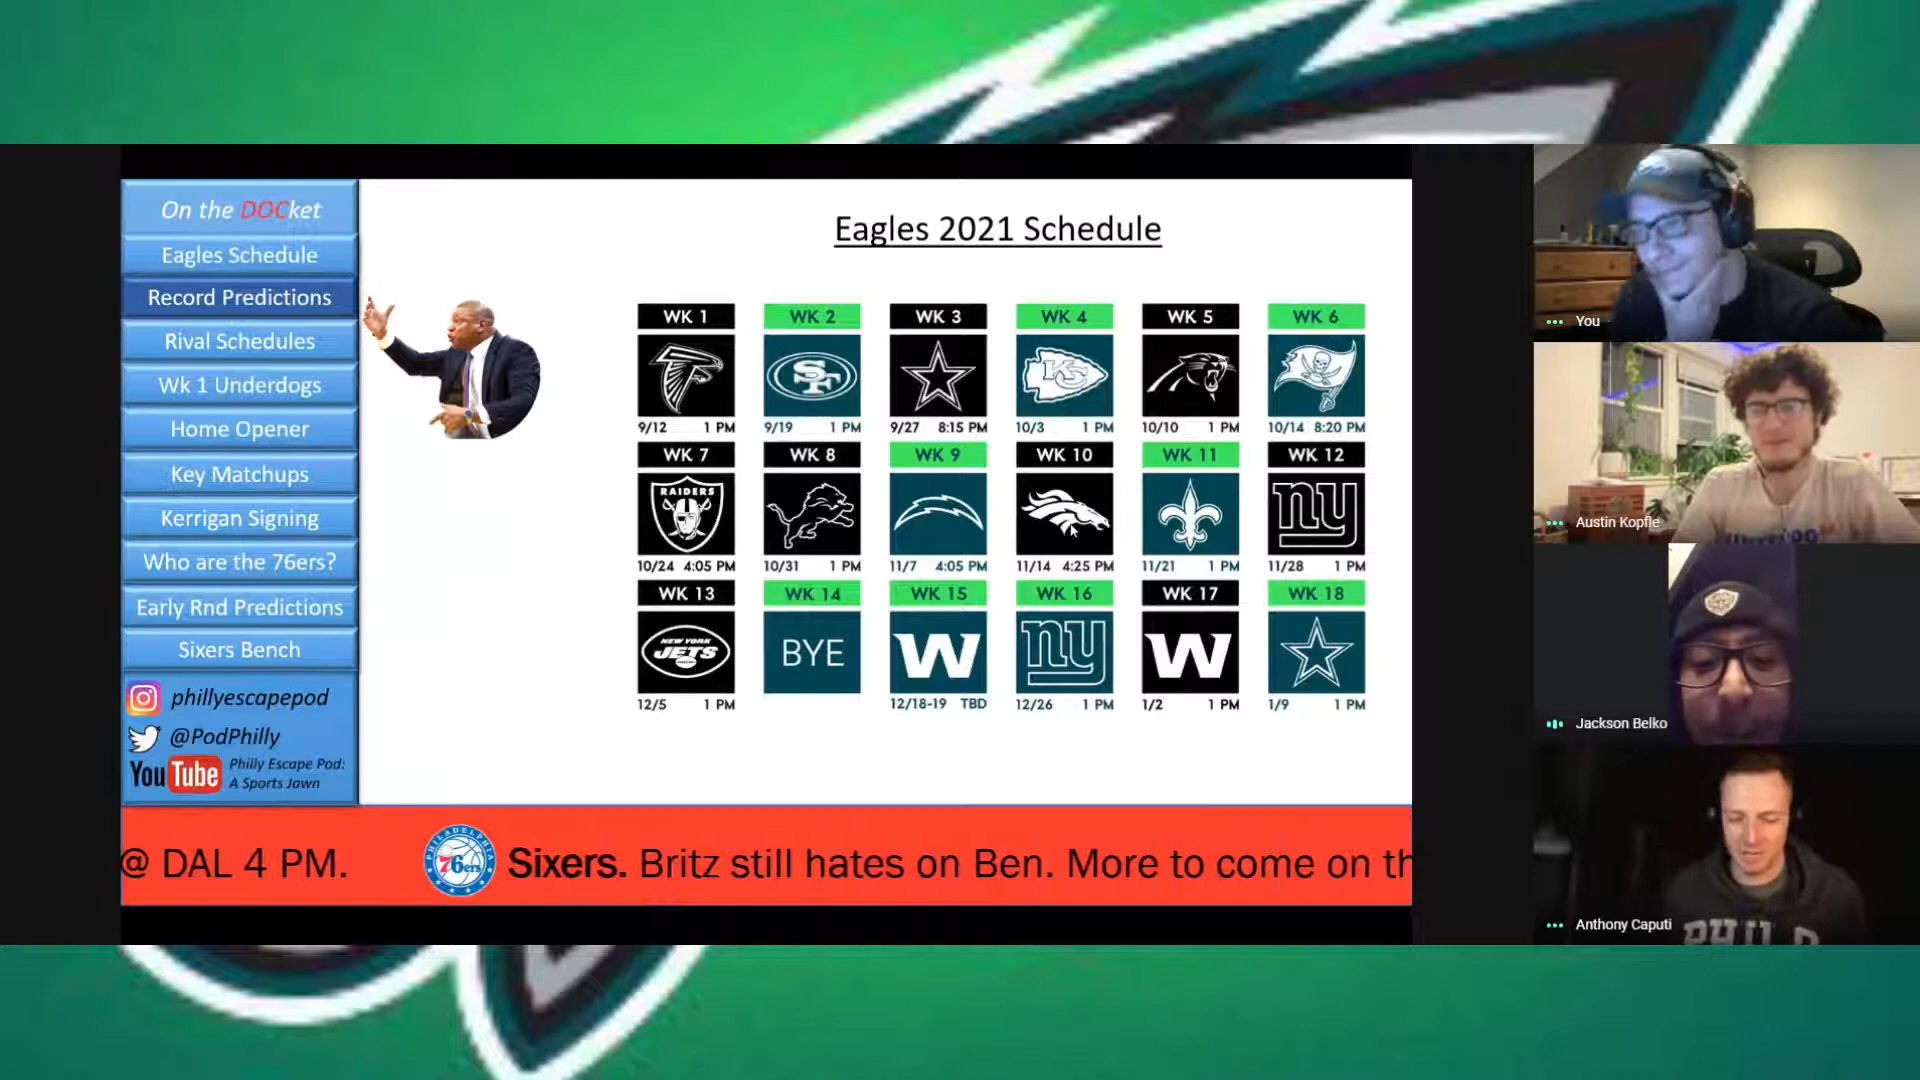 On the DOCket
Eagles Schedule
Record Predictions
Rival Schedules
Wk 1 Underdogs
Home Opener
Key Matchups
Kerrigan Signing
Who are the 76ers?
Early Rnd Predictions
Sixers Bench
phillyescapepod
@PodPhilly
YouTube Philly Escape Pod:
A Sports Jawn
Eagles 2021 Schedule
WK 1 WK 2 WK 3 WK 4 WK 5 WK 6
SF KC
9/12 1 PM 9/19 1 PM 9/27 8:15 PM 10/3 1 PM 10/10 1 PM 10/14 8:20 PM
WK 7 WK 8 WK 9 WK 10 WK 11 WK 12
RAIDERS ny
10/24 4:05 PM 10/31 1 PM 11/7 4:05 PM 11/14 4:25 PM 11/21 1 PM 11/28 1 PM
WK 13 WK 14 WK 15 WK 16 WK 17 WK 18
NEW YORK JETS BYE W ny W
12/5 1 PM 12/18-19 TBD 12/26 1 PM 1/2 1 PM 1/9 1 PM
@ DAL 4 PM. PHILADELPHIA 76ers Sixers. Britz still hates on Ben. More to come on th
You
Austin Kopfle
Jackson Belko
Anthony Caputi